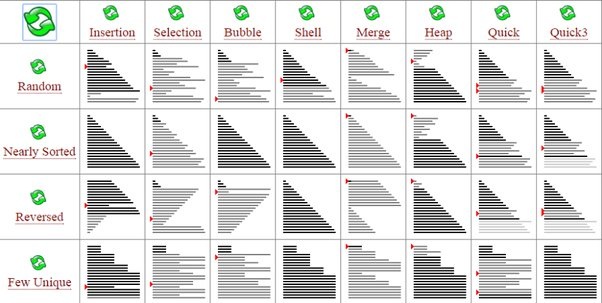 Insertion Selection Bubble Shell Merge Heap Quick Quick3
Random
Nearly Sorted
Reversed
Few Unique